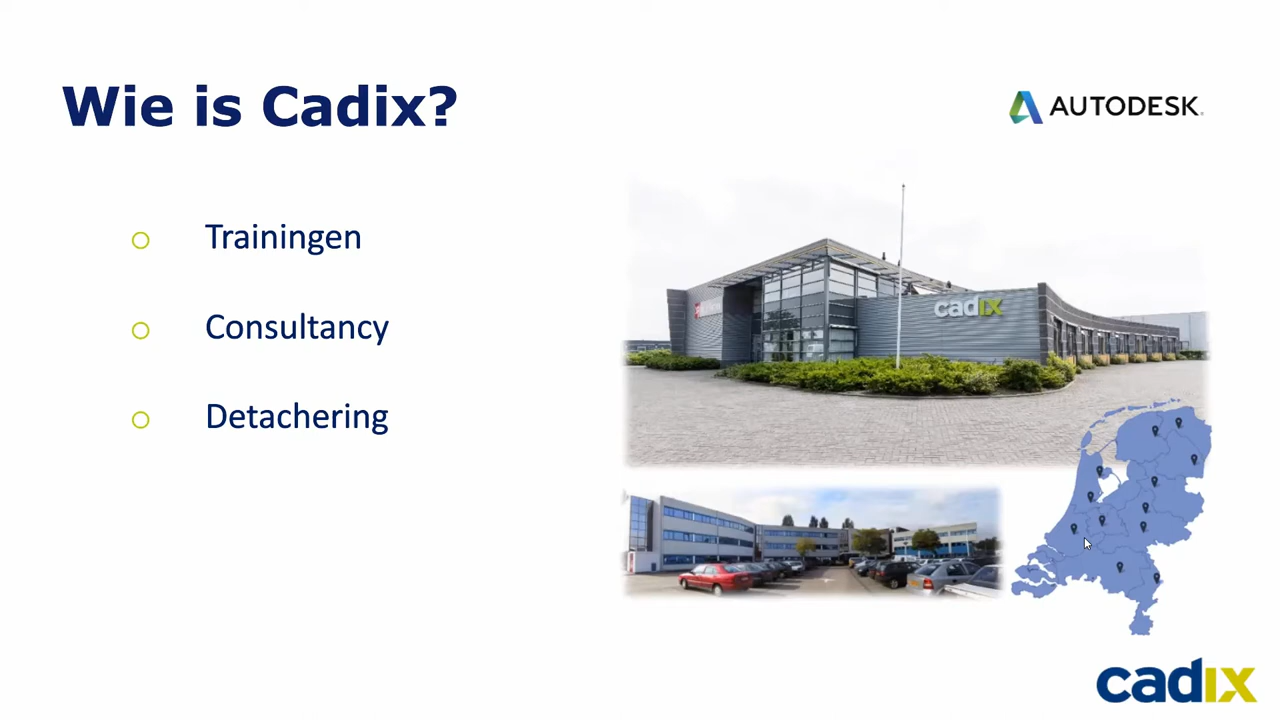 Wie is Cadix?
AUTODESK.
Trainingen
Consultancy
Detachering
cadix
cadix